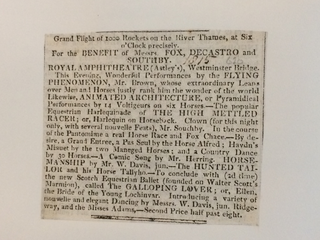 Grand Flight of 1000 Rockets on the River Thames, at Six
o'Clock precisely.
For the BENEFIT of Messrs. FOX, DECASTRO and
SOUTHBY.
ROYAL AMPHITHEATRE (Astley's), Westminster Bridge.
This Evening, Wonderful Performances by the FLYING
PHENOMENON, Mr. Brown, whose extraordinary Leaps
over Men and Horses justly rank him the wonder of the world
Likewise, ANIMATED ARCHITECTURE, or Pyramidical
Performances by 14 Voltigeurs on six Horses.—The popular
Equestrian Harlequinade of THE HIGH METTLED
RACER; or, Harlequin on Horseback. Clown (for this night
only, with several novelle Feats), Mr. Southby. In the course
of the Pantomime a real Horse Race and Fox Chace.—By de-
sire, a Grand Entree, a Pas Seul by the Horse Alfred; Havila's
Minuet by the two Managed Horses; and a Country Dance
by 30 Horses.—A Comic Song by Mr. Herring. HORSE-
MANSHIP by Mr. W. Davis, jun. The HUNTED TAI-
LOR and his Horse Tallyho.—To conclude with (2d time)
the new Scotch Equestrian Ballet (founded on Walter Scott's
Marmion), called The GALLOPING LOVER; or, Ellen,
the Bride of the Young Lochinvar. Introducing a variety of
novelle and elegant Dancing by Messrs. W. Davis, jun. Ridg-
way, and the Misses Adams.—Second Price half past eight.